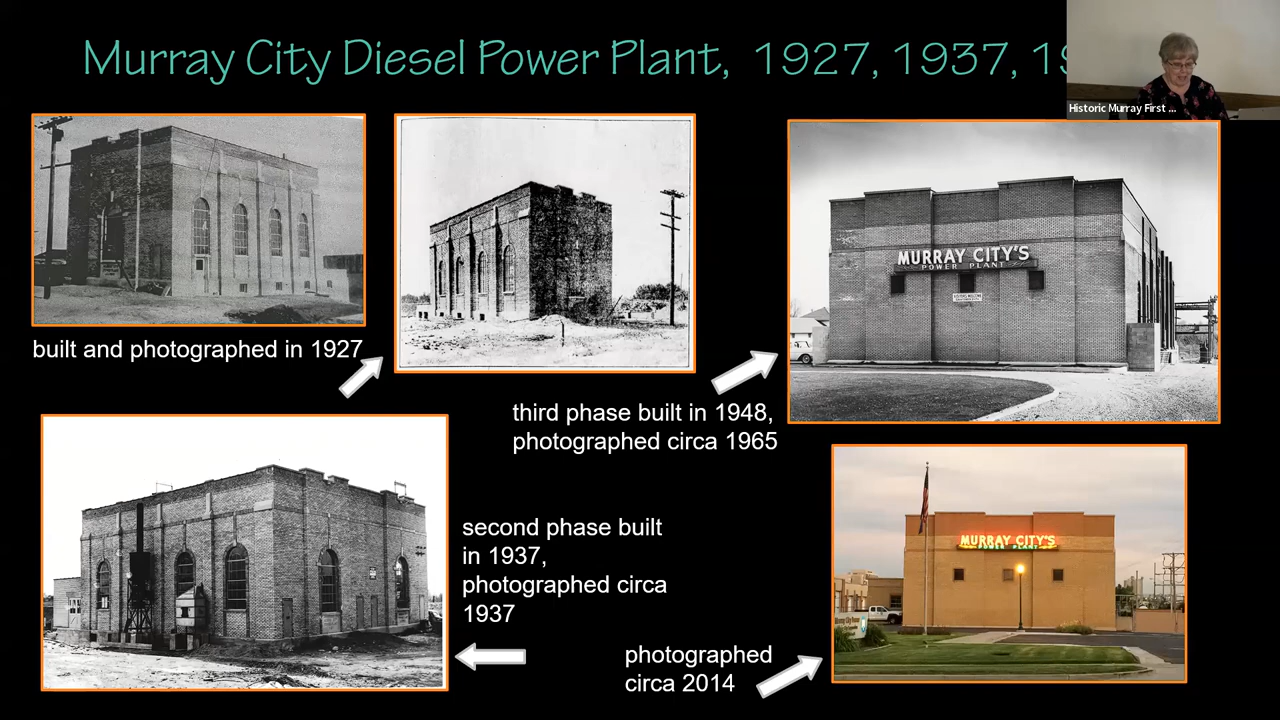 Murray City Diesel Power Plant, 1927, 1937,
Historic Murray First ...
MURRAY CITY'S
POWER PLANT
built and photographed in 1927
third phase built in 1948,
photographed circa 1965
second phase built
in 1937,
photographed circa
1937
MURRAY CITY'S
POWER PLANT
photographed
circa 2014